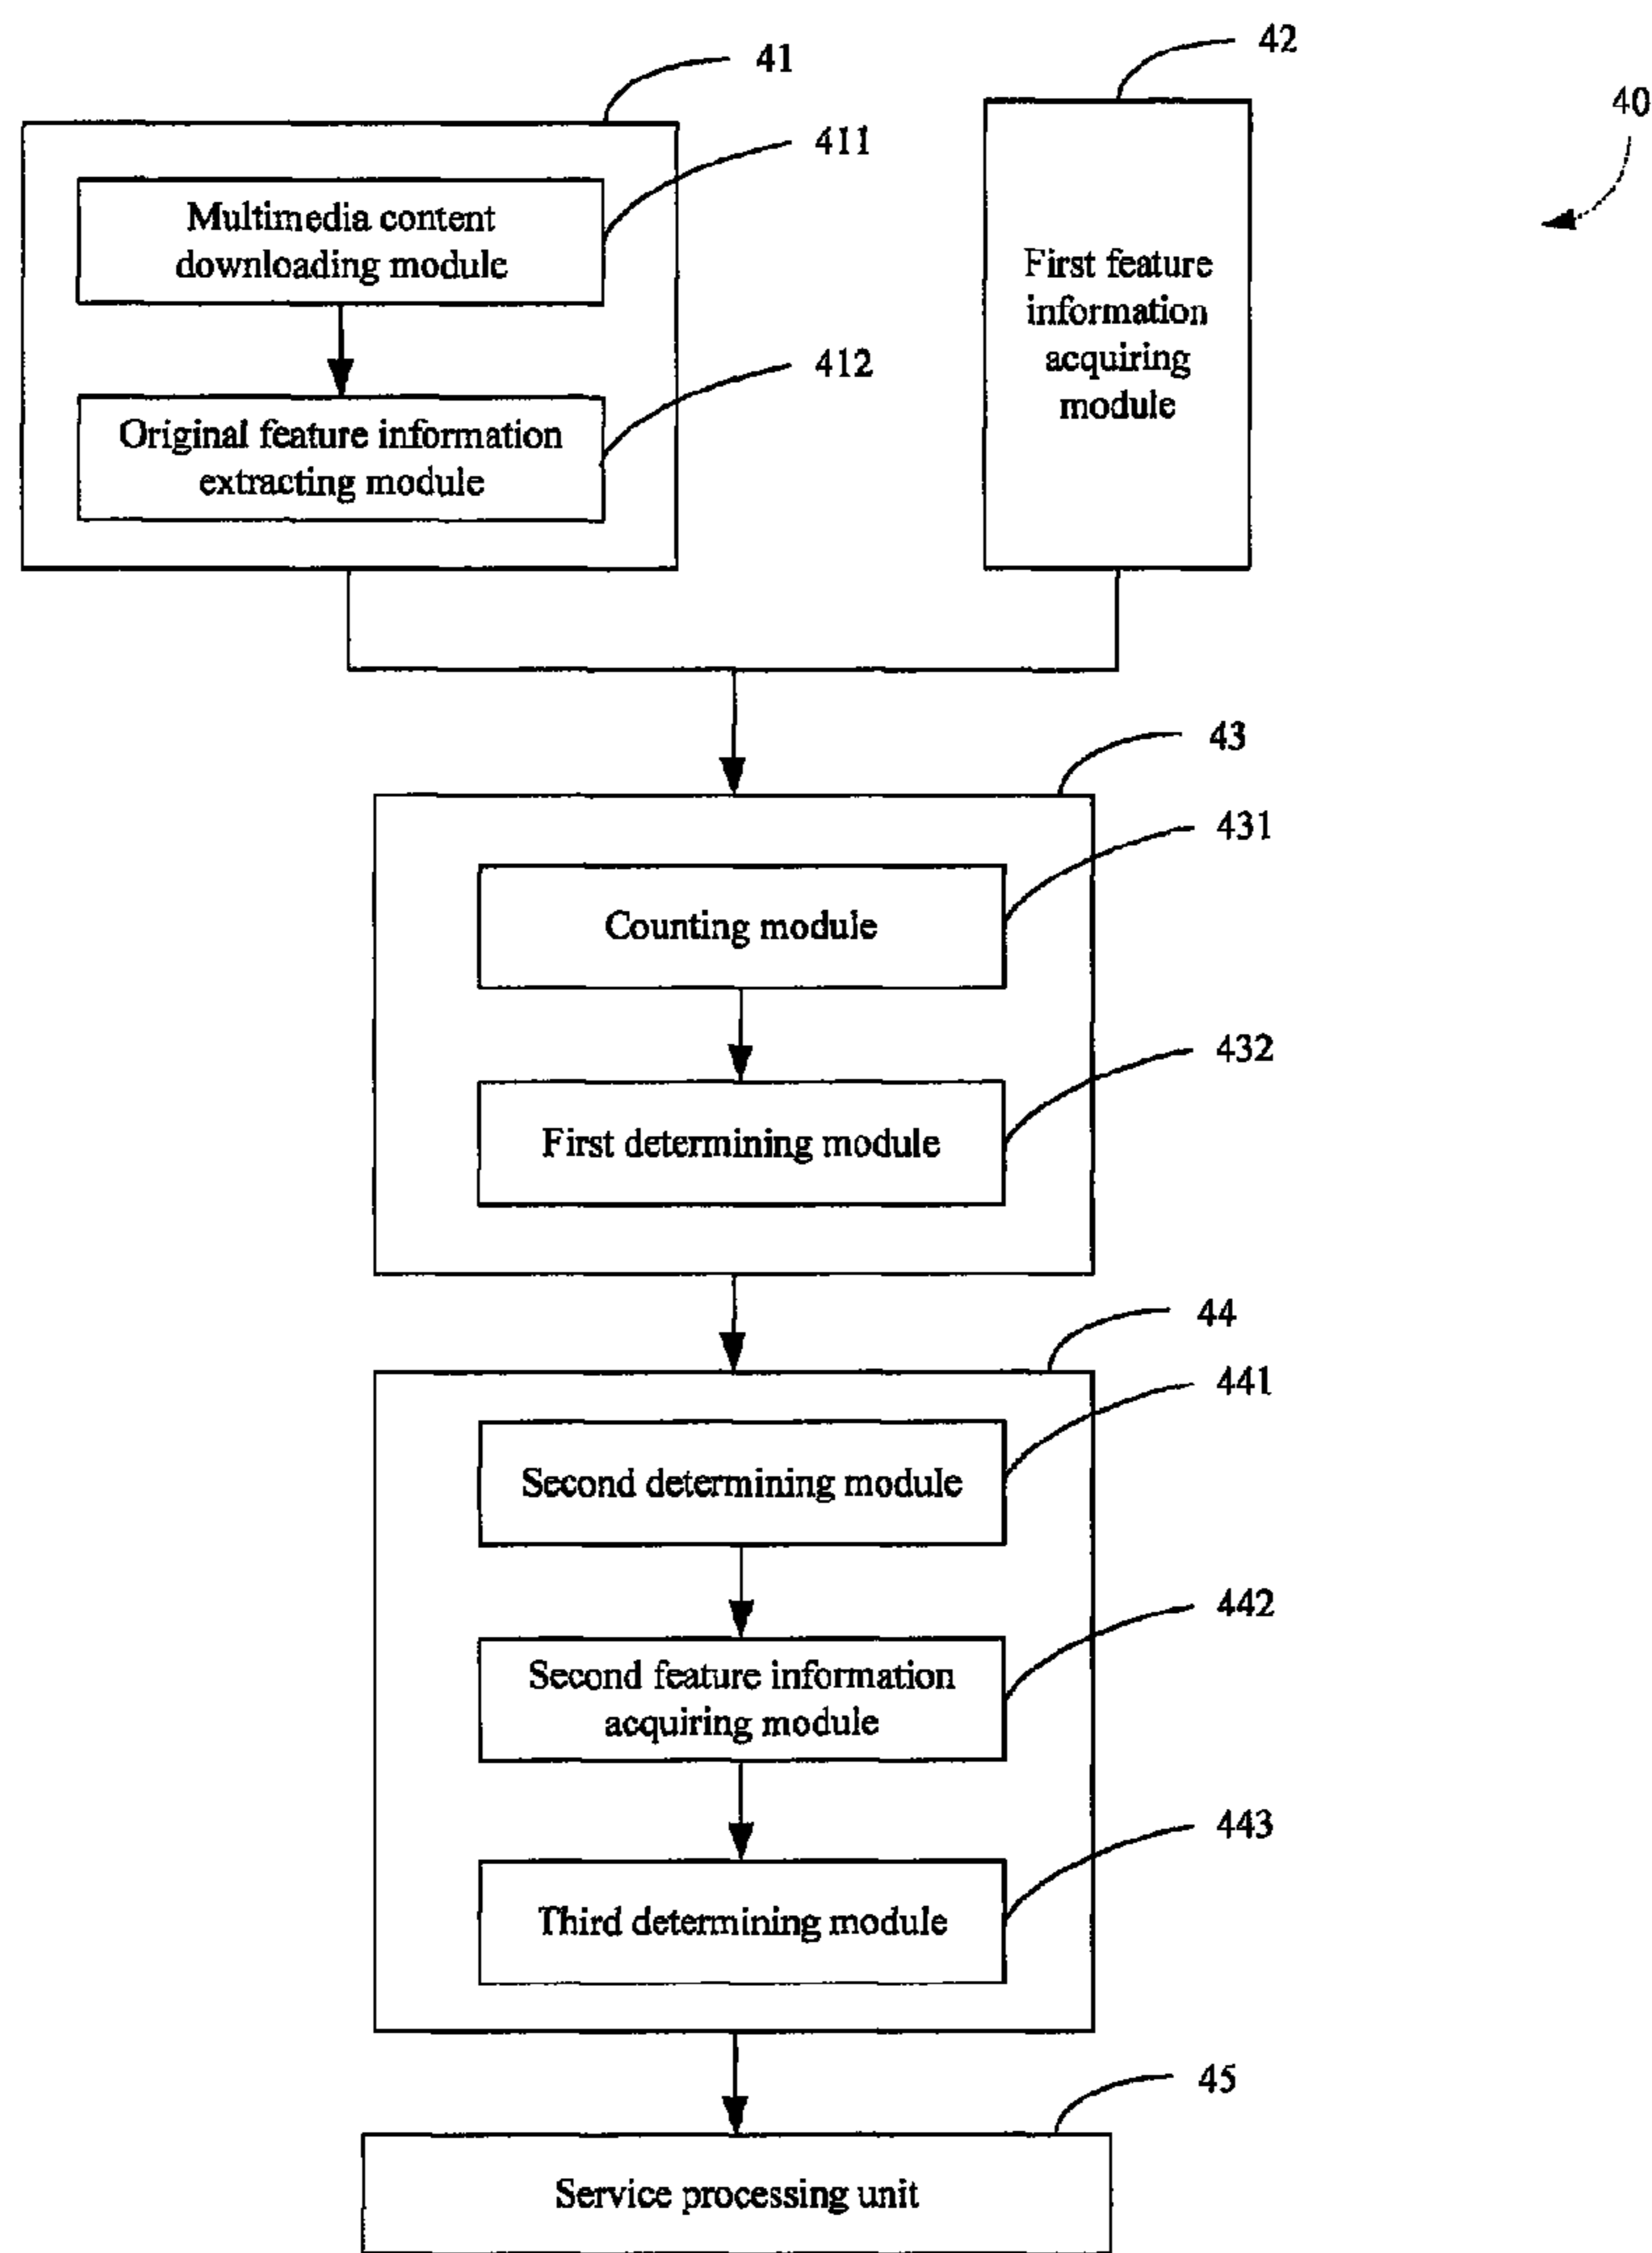 42
41
40
411
Multimedia content
downloading module
First feature
information
acquiring
module
412
Original feature information
extracting module
43
431
Counting module
432
First determining module
44
441
Second determining module
442
Second feature information
acquiring module
443
Third determining module
45
Service processing unit